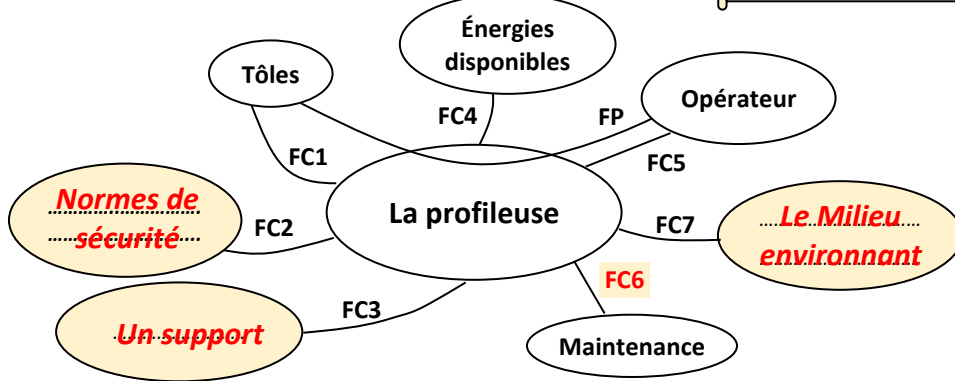 Énergies
disponibles
Tôles
Opérateur
FC4
FP
FC1
FC5
Normes de
sécurité
FC2
La profileuse
FC7
Le Milieu
environnant
FC6
FC3
Un support
Maintenance